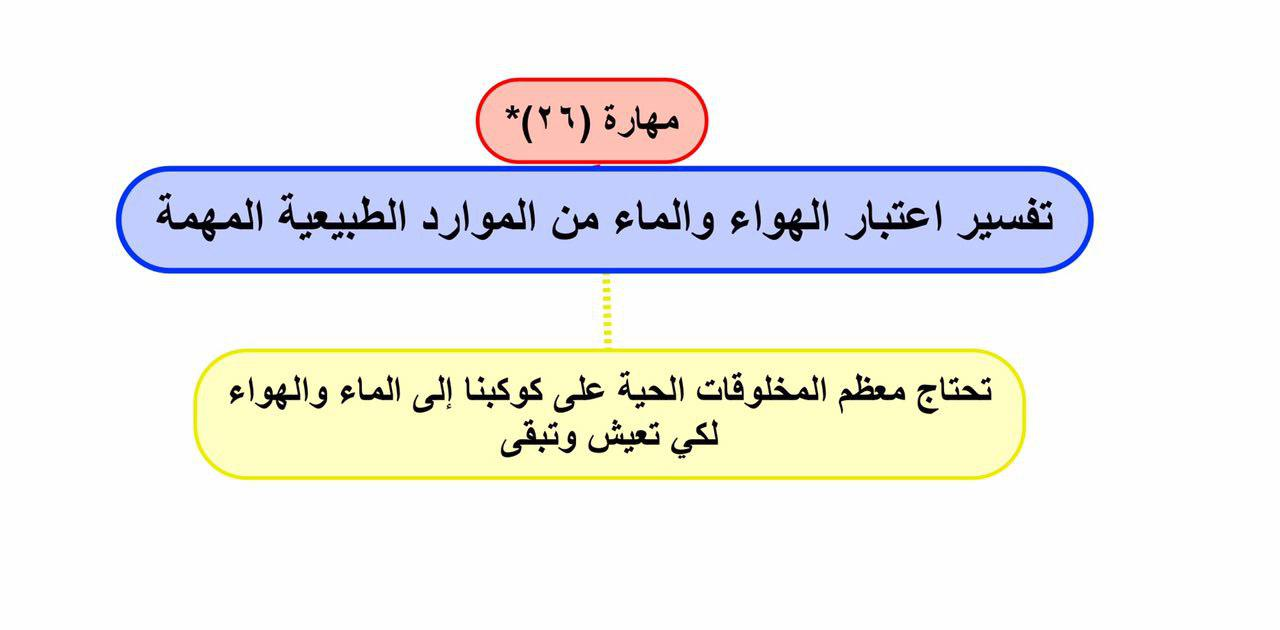 مهارة (٢٦)*
تفسير اعتبار الهواء والماء من الموارد الطبيعية المهمة
تحتاج معظم المخلوقات الحية على كوكبنا إلى الماء والهواء
لكي تعيش وتبقى